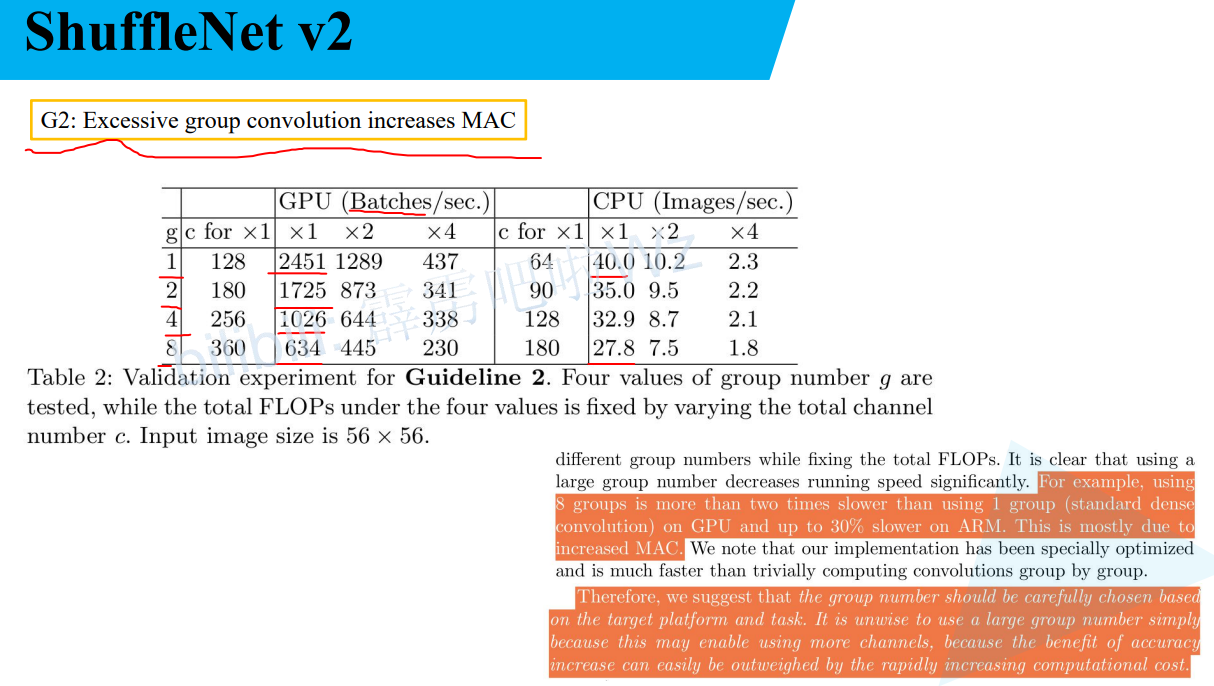 ShuffleNet v2
G2: Excessive group convolution increases MAC
GPU (Batches/sec.) CPU (Images/sec.)
g c for ×1 ×1 ×2 ×4 c for ×1 ×1 ×2 ×4
1 128 2451 1289 437 64 40.0 10.2 2.3
2 180 1725 873 341 90 35.0 9.5 2.2
4 256 1026 644 338 128 32.9 8.7 2.1
8 360 634 445 230 180 27.8 7.5 1.8
bilibili: 霹雳吧啦Wz
Table 2: Validation experiment for Guideline 2. Four values of group number g are
tested, while the total FLOPs under the four values is fixed by varying the total channel
number c. Input image size is 56 × 56.
different group numbers while fixing the total FLOPs. It is clear that using a
large group number decreases running speed significantly. For example, using
8 groups is more than two times slower than using 1 group (standard dense
convolution) on GPU and up to 30% slower on ARM. This is mostly due to
increased MAC. We note that our implementation has been specially optimized
and is much faster than trivially computing convolutions group by group.
Therefore, we suggest that the group number should be carefully chosen based
on the target platform and task. It is unwise to use a large group number simply
because this may enable using more channels, because the benefit of accuracy
increase can easily be outweighed by the rapidly increasing computational cost.